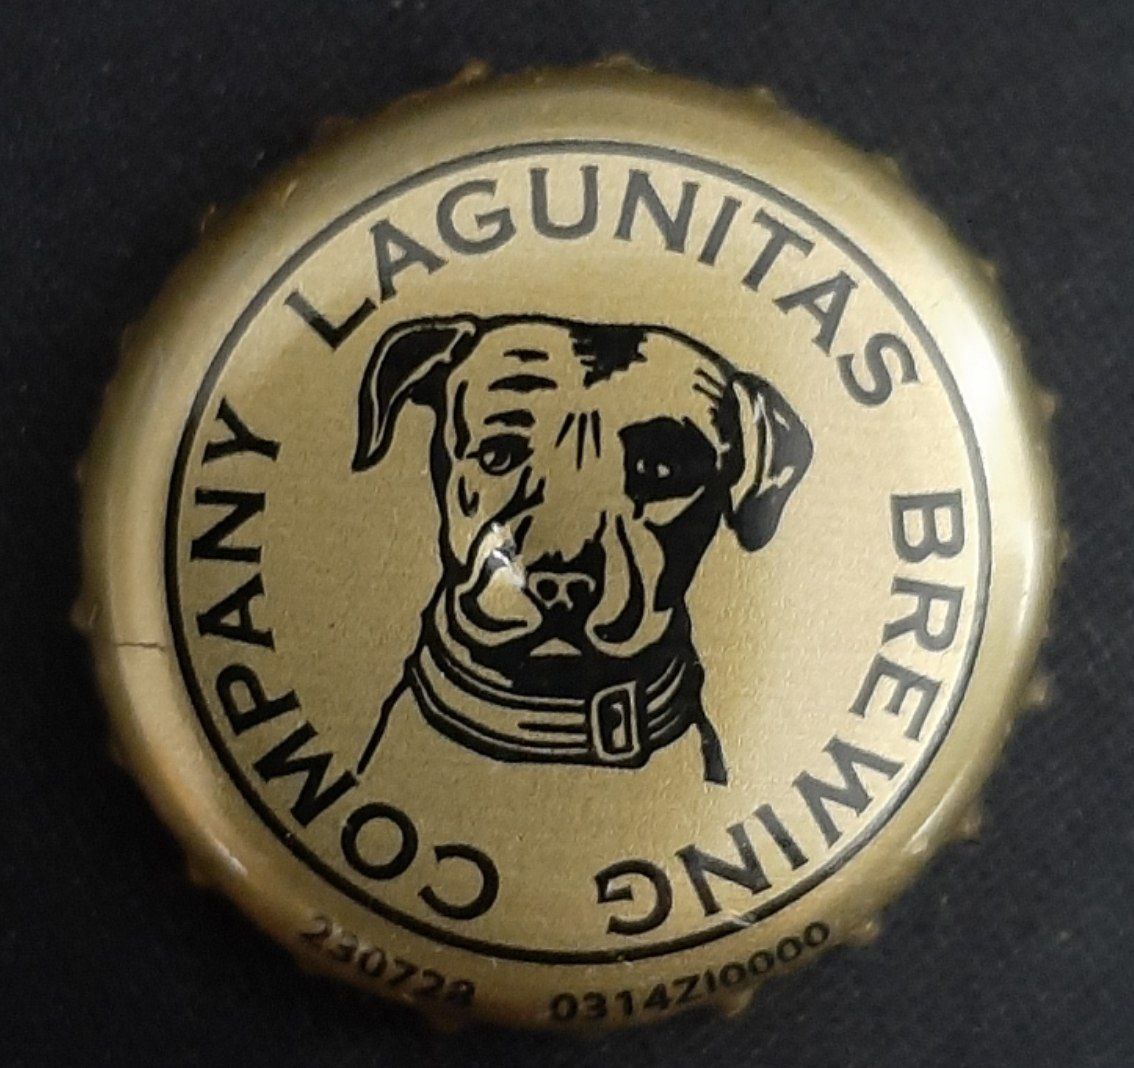 LAGUNITAS BREWING COMPANY
230728 0314ZI0000